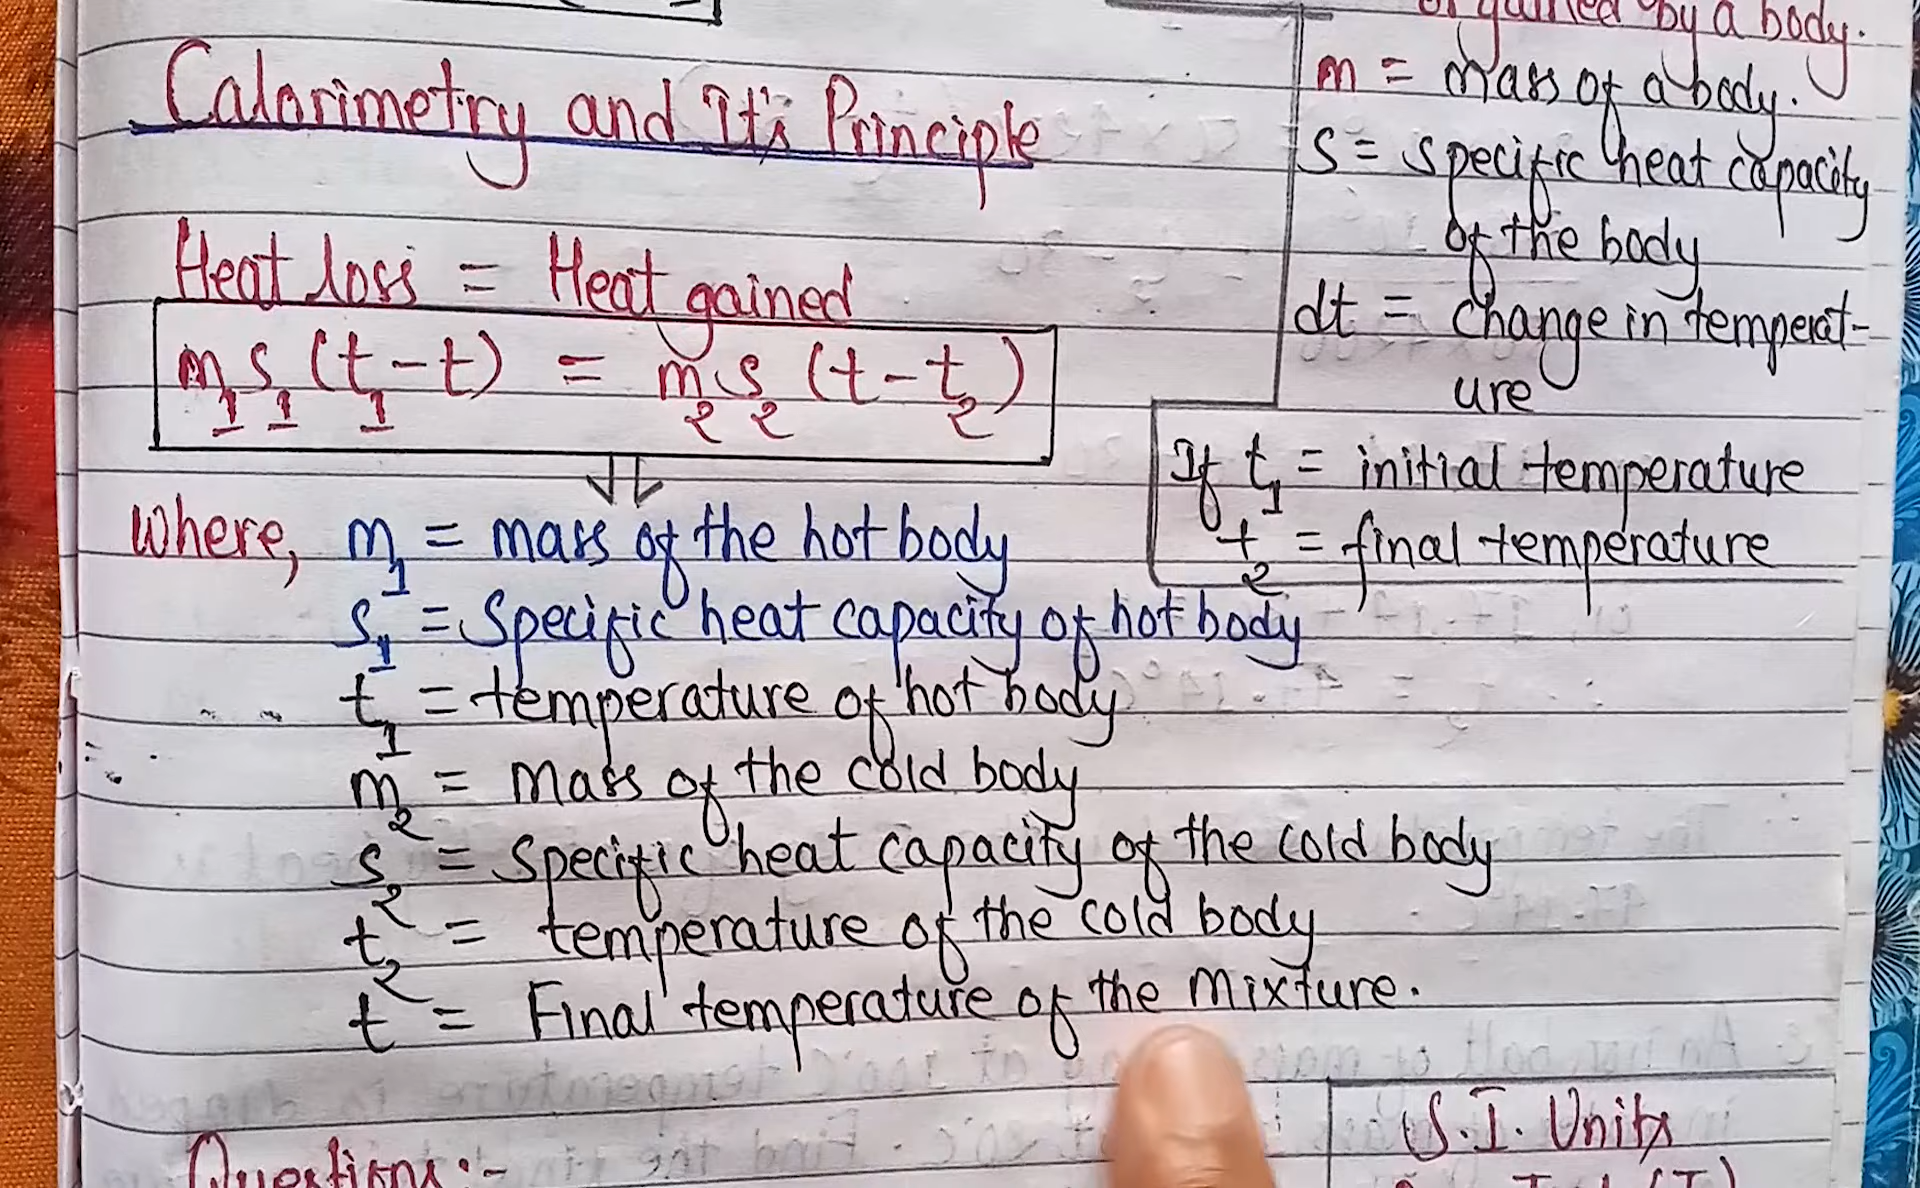 Calorimetry and It's Principle
Heat loss = Heat gained
m₁s₁(t₁-t) = m₂s₂(t-t₂)
where, m₁ = mass of the hot body
s₁ = Specific heat capacity of hot body
t₁ = temperature of hot body
m₂ = mass of the cold body
s₂ = Specific heat capacity of the cold body
t₂ = temperature of the cold body
t = Final temperature of the mixture.
Questions:-
gained by a body.
m = mass of a body.
s = specific heat capacity
of the body
dt = change in temperat-
ure
If t₁ = initial temperature
t₂ = final temperature
S.I. Units